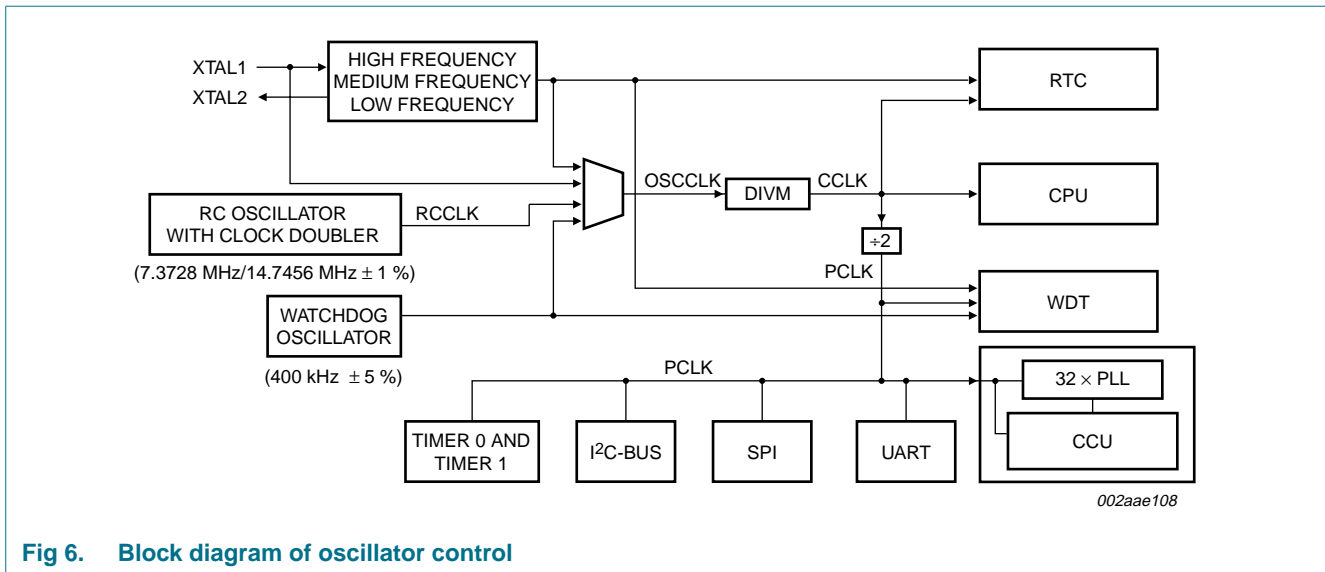 XTAL1
XTAL2
HIGH FREQUENCY
MEDIUM FREQUENCY
LOW FREQUENCY
RTC
OSCCLK
DIVM
CCLK
CPU
RC OSCILLATOR
WITH CLOCK DOUBLER
RCCLK
(7.3728 MHz/14.7456 MHz ± 1 %)
÷2
PCLK
WDT
WATCHDOG
OSCILLATOR
(400 kHz ± 5 %)
PCLK
32 × PLL
CCU
TIMER 0 AND
TIMER 1
I²C-BUS
SPI
UART
002aae108
Fig 6. Block diagram of oscillator control